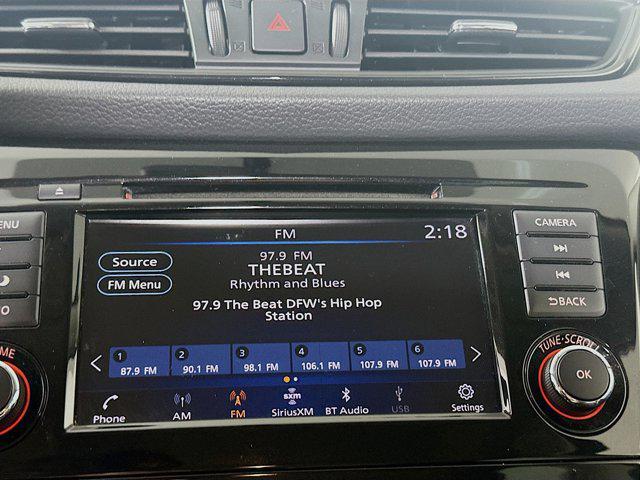 FM
2:18
97.9 FM
THEBEAT
Rhythm and Blues
97.9 The Beat DFW's Hip Hop
Station
Source
FM Menu
1 87.9 FM
2 90.1 FM
3 98.1 FM
4 106.1 FM
5 107.9 FM
6 107.9 FM
Phone
AM
FM
sxm
SiriusXM
BT Audio
USB
Settings
CAMERA
BACK
TUNE·SCROLL
OK